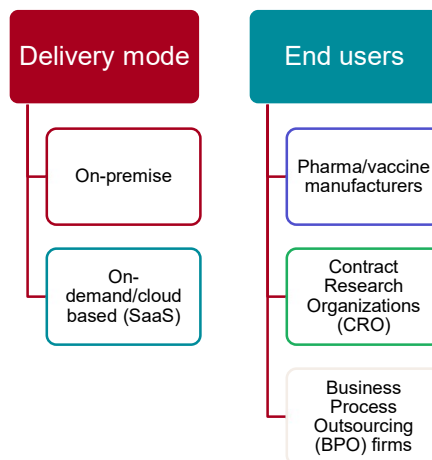 Delivery mode
On-premise
On-
demand/cloud
based (SaaS)
End users
Pharma/vaccine
manufacturers
Contract
Research
Organizations
(CRO)
Business
Process
Outsourcing
(BPO) firms